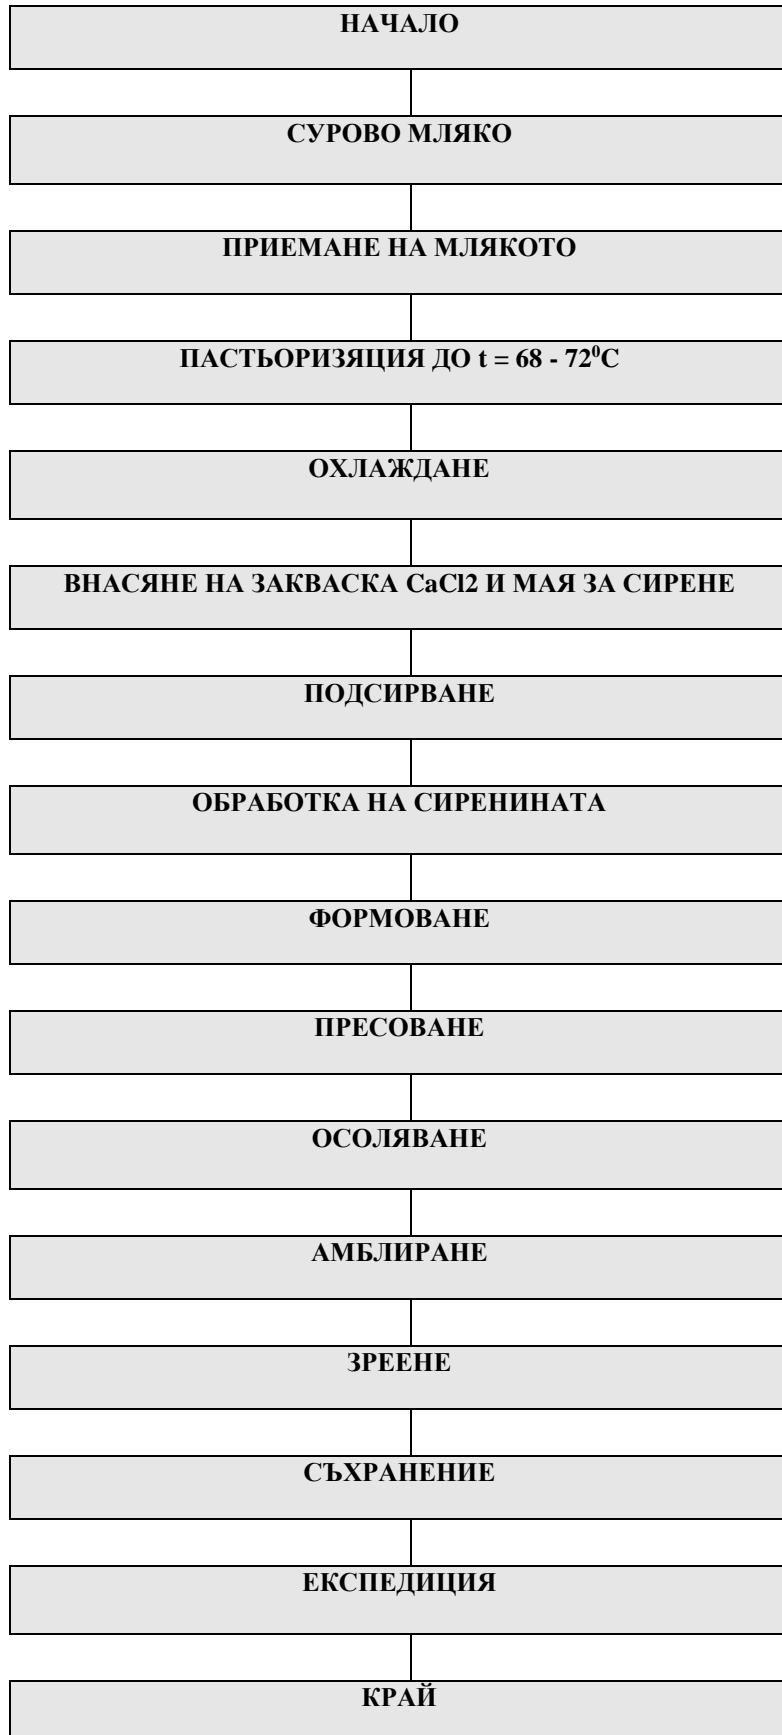 НАЧАЛО
СУРОВО МЛЯКО
ПРИЕМАНЕ НА МЛЯКОТО
ПАСТЬОРИЗЯЦИЯ ДО t = 68 - 72⁰C
ОХЛАЖДАНЕ
ВНАСЯНЕ НА ЗАКВАСКА CaCl2 И МАЯ ЗА СИРЕНЕ
ПОДСИРВАНЕ
ОБРАБОТКА НА СИРЕНИНАТА
ФОРМОВАНЕ
ПРЕСОВАНЕ
ОСОЛЯВАНЕ
АМБЛИРАНЕ
ЗРЕЕНЕ
СЪХРАНЕНИЕ
ЕКСПЕДИЦИЯ
КРАЙ